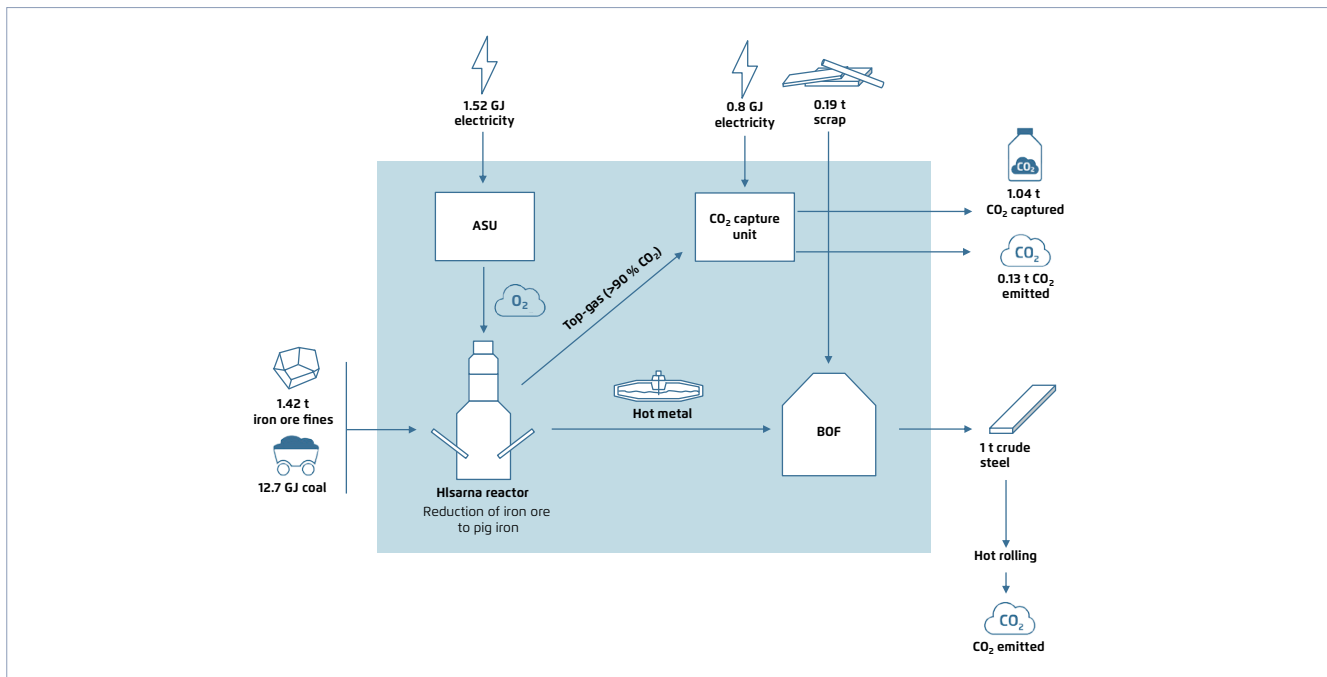 1.52 GJ
electricity
0.8 GJ
electricity
0.19 t
scrap
CO₂
1.04 t
CO₂ captured
ASU
CO₂ capture
unit
CO₂
0.13 t CO₂
emitted
Top-gas (>90 % CO₂)
O₂
1.42 t
iron ore fines
12.7 GJ coal
Hot metal
BOF
1 t crude
steel
HIsarna reactor
Reduction of iron ore
to pig iron
Hot rolling
CO₂
CO₂ emitted